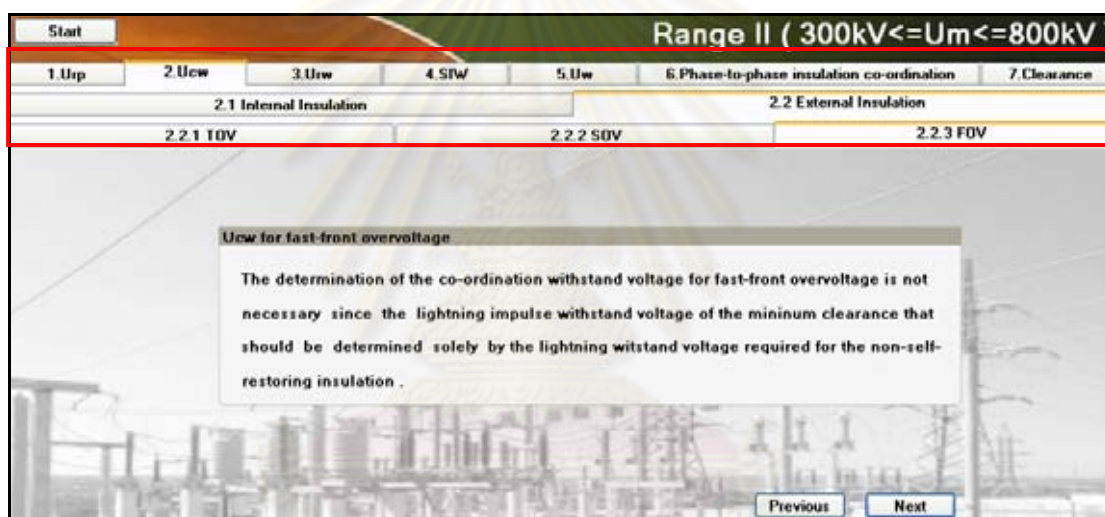 Start
Range II ( 300kV<=Um<=800kV )
1.Urp 2.Ucw 3.Urw 4.SIW 5.Uw 6.Phase-to-phase insulation co-ordination 7.Clearance
2.1 Internal Insulation 2.2 External Insulation
2.2.1 TOV 2.2.2 SOV 2.2.3 FOV
Ucw for fast-front overvoltage
The determination of the co-ordination withstand voltage for fast-front overvoltage is not
necessary since the lightning impulse withstand voltage of the mininum clearance that
should be determined solely by the lightning witstand voltage required for the non-self-
restoring insulation .
Previous Next